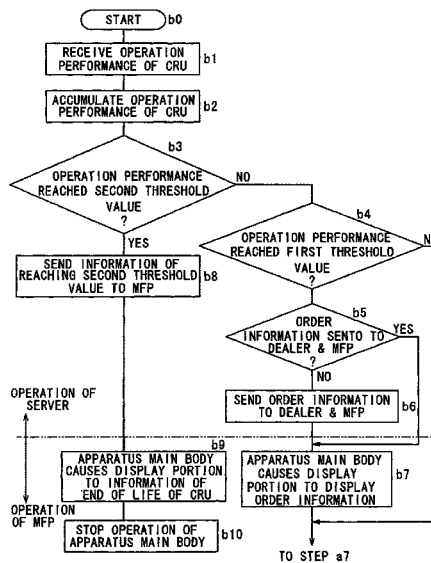 START b0
RECEIVE OPERATION
PERFORMANCE OF CRU
b1
ACCUMULATE OPERATION
PERFORMANCE OF CRU
b2
b3
OPERATION PERFORMANCE
REACHED SECOND THRESHOLD
VALUE
?
NO
YES
b4
OPERATION PERFORMANCE
REACHED FIRST THRESHOLD
VALUE
?
N
SEND INFORMATION OF
REACHING SECOND THRESHOLD
VALUE TO MFP
b8
b5
ORDER
INFORMATION SENTO TO
DEALER & MFP
?
YES
NO
SEND ORDER INFORMATION
TO DEALER & MFP
b6
OPERATION OF
SERVER
OPERATION
OF MFP
b9
APPARATUS MAIN BODY
CAUSES DISPLAY PORTION
TO INFORMATION OF
END OF LIFE OF CRU
APPARATUS MAIN BODY
CAUSES DISPLAY
PORTION TO DISPLAY
ORDER INFORMATION
b7
STOP OPERATION OF
APPARATUS MAIN BODY
b10
TO STEP a7